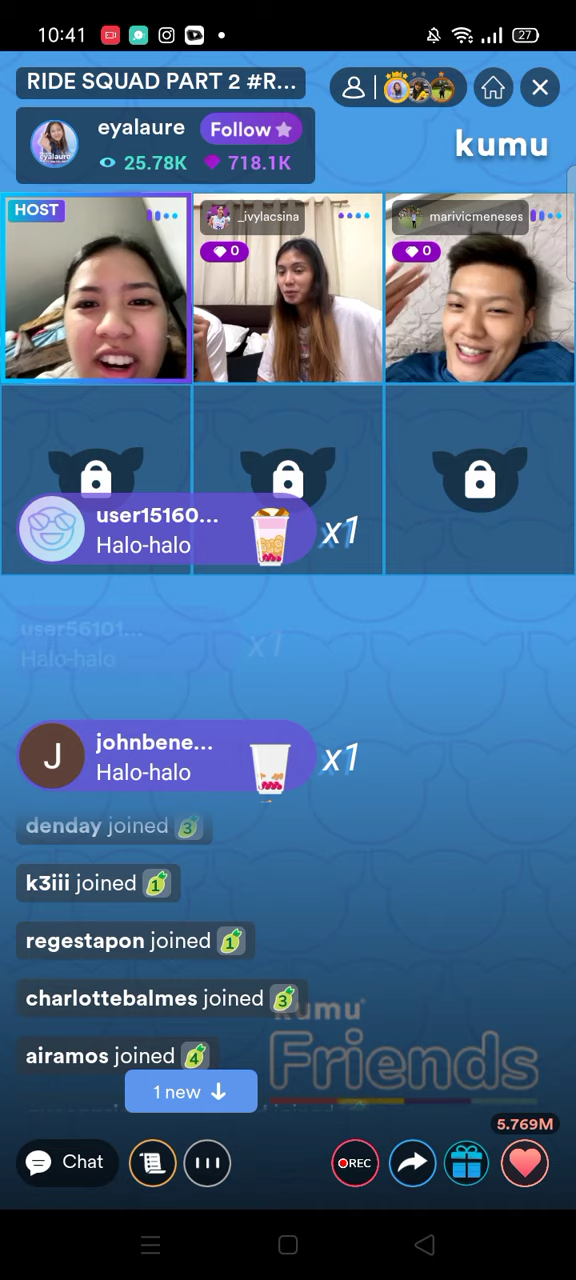 10:41
27
RIDE SQUAD PART 2 #R...
eyalaure
Follow
25.78K 718.1K
kumu
HOST
_ivylacsina
0
marivicmeneses
0
user15160...
Halo-halo
x1
user56101...
Halo-halo
x1
J
johnbene...
Halo-halo
x1
denday joined 3
k3iii joined 1
regestapon joined 1
charlottebalmes joined 3
kumu
airamos joined 4
Friends
1 new
5.769M
Chat
REC